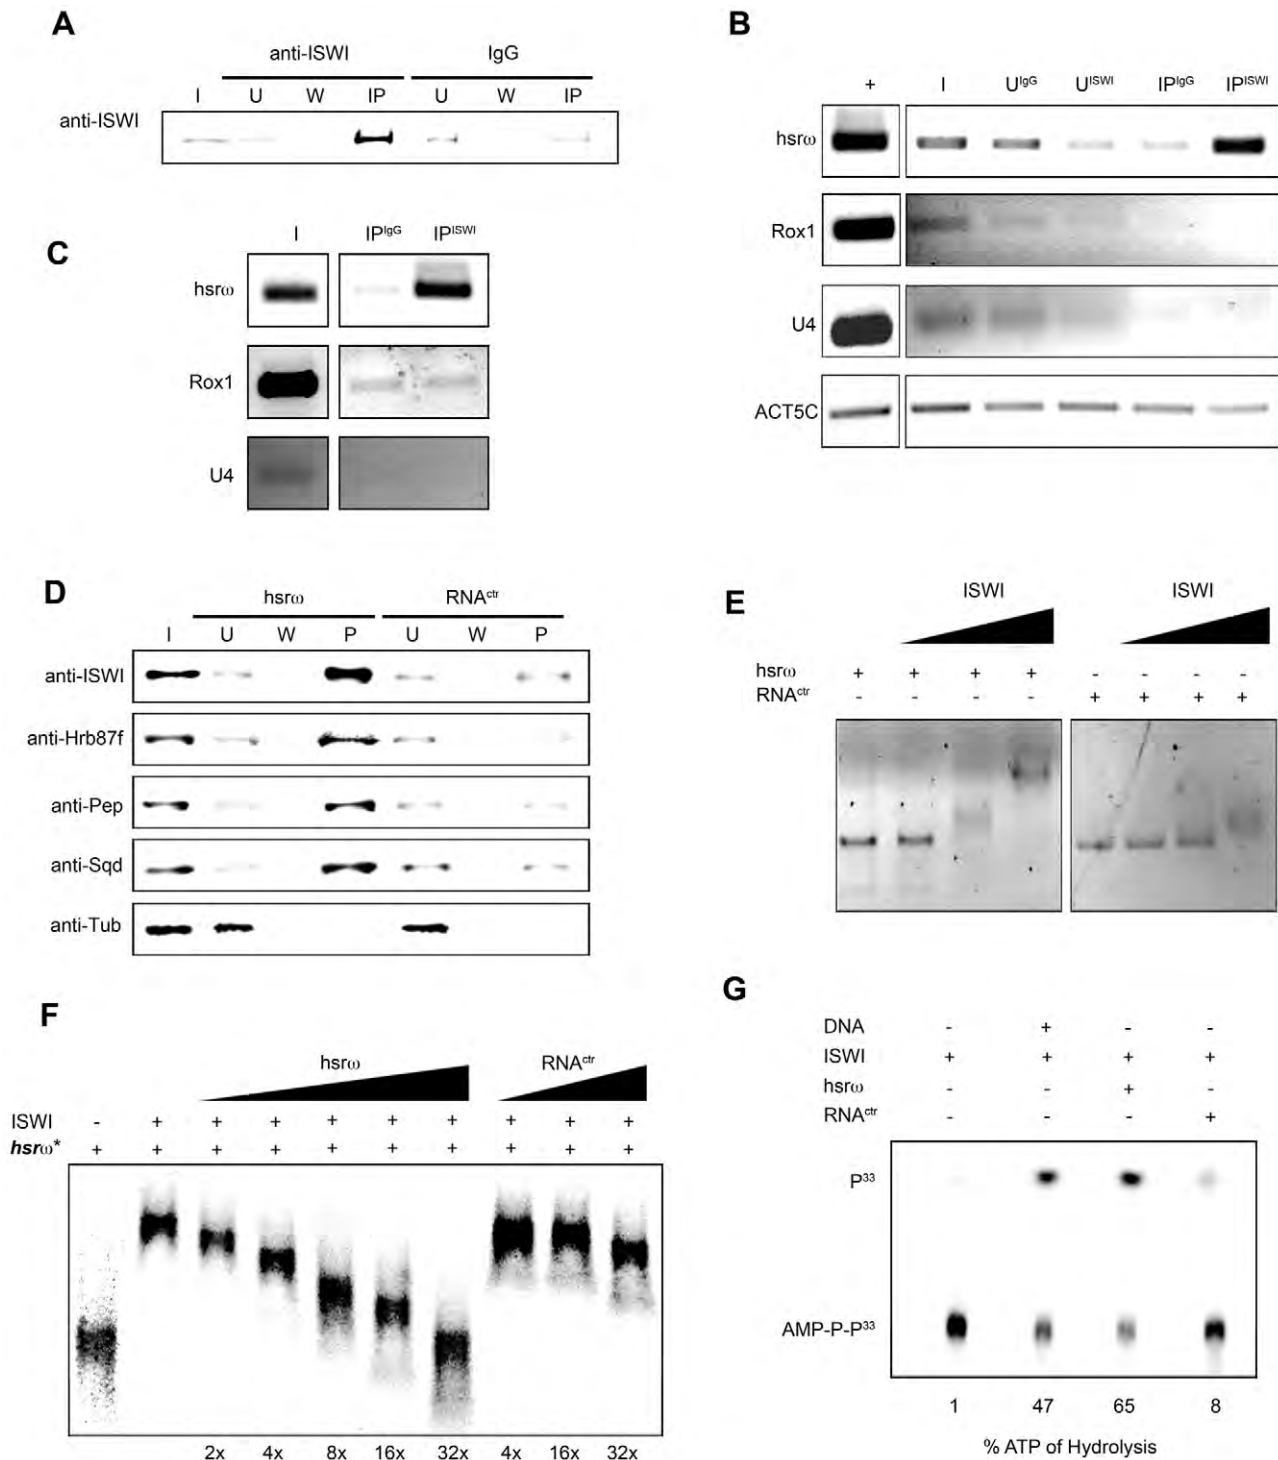 A
anti-ISWI IgG
I U W IP U W IP
anti-ISWI
B
+ I U^IgG U^ISWI IP^IgG IP^ISWI
hsrω
Rox1
U4
ACT5C
C
I IP^IgG IP^ISWI
hsrω
Rox1
U4
D
hsrω RNA^ctr
I U W P U W P
anti-ISWI
anti-Hrb87f
anti-Pep
anti-Sqd
anti-Tub
E
ISWI ISWI
hsrω + + + + - - - -
RNA^ctr - - - - + + + +
F
hsrω RNA^ctr
ISWI - + + + + + + + + +
hsrω* + + + + + + + + + +
2x 4x 8x 16x 32x 4x 16x 32x
G
DNA - + - -
ISWI + + + +
hsrω - - + -
RNA^ctr - - - +
P^33
AMP-P-P^33
1 47 65 8
% ATP of Hydrolysis